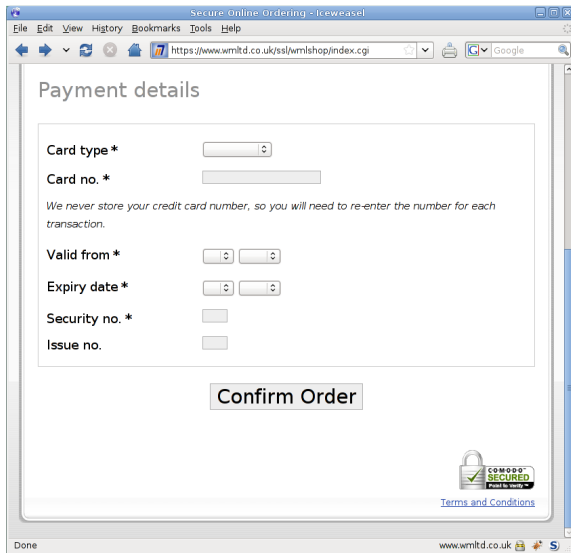 Secure Online Ordering - Iceweasel
File Edit View History Bookmarks Tools Help
https://www.wmltd.co.uk/ssl/wmlshop/index.cgi
G Google
Payment details
Card type *
Card no. *
We never store your credit card number, so you will need to re-enter the number for each
transaction.
Valid from *
Expiry date *
Security no. *
Issue no.
Confirm Order
COMODO
SECURED
Point to Verify
Terms and Conditions
Done
www.wmltd.co.uk